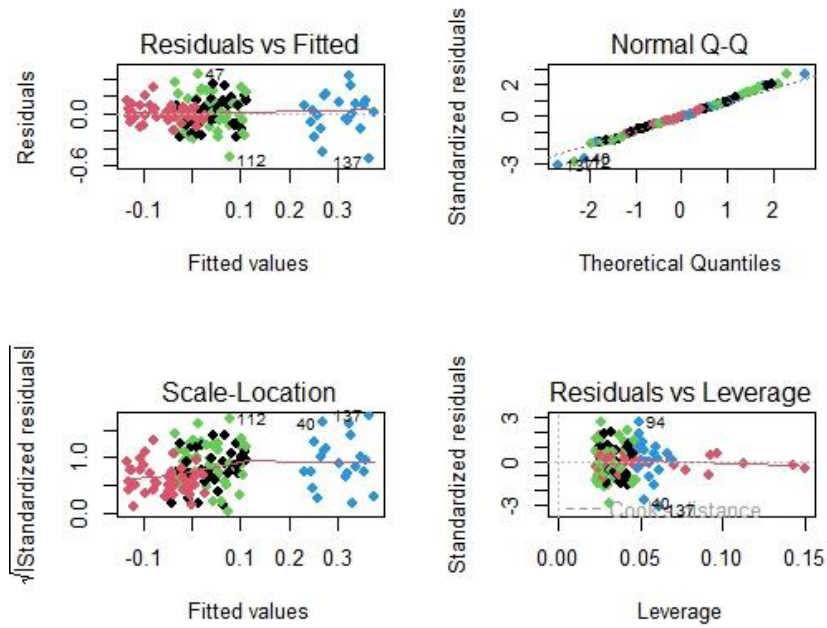 Residuals vs Fitted
Residuals
0.0
-0.6
47
112
137
-0.1
0.1
0.2
0.3
Fitted values
Normal Q-Q
Standardized residuals
2
0
-3
-2
-1
0
1
2
Theoretical Quantiles
Scale-Location
√|Standardized residuals|
1.0
0.0
112
40
137
-0.1
0.1
0.2
0.3
Fitted values
Residuals vs Leverage
Standardized residuals
3
0
-3
94
40
137
Cook's distance
0.00
0.05
0.10
0.15
Leverage